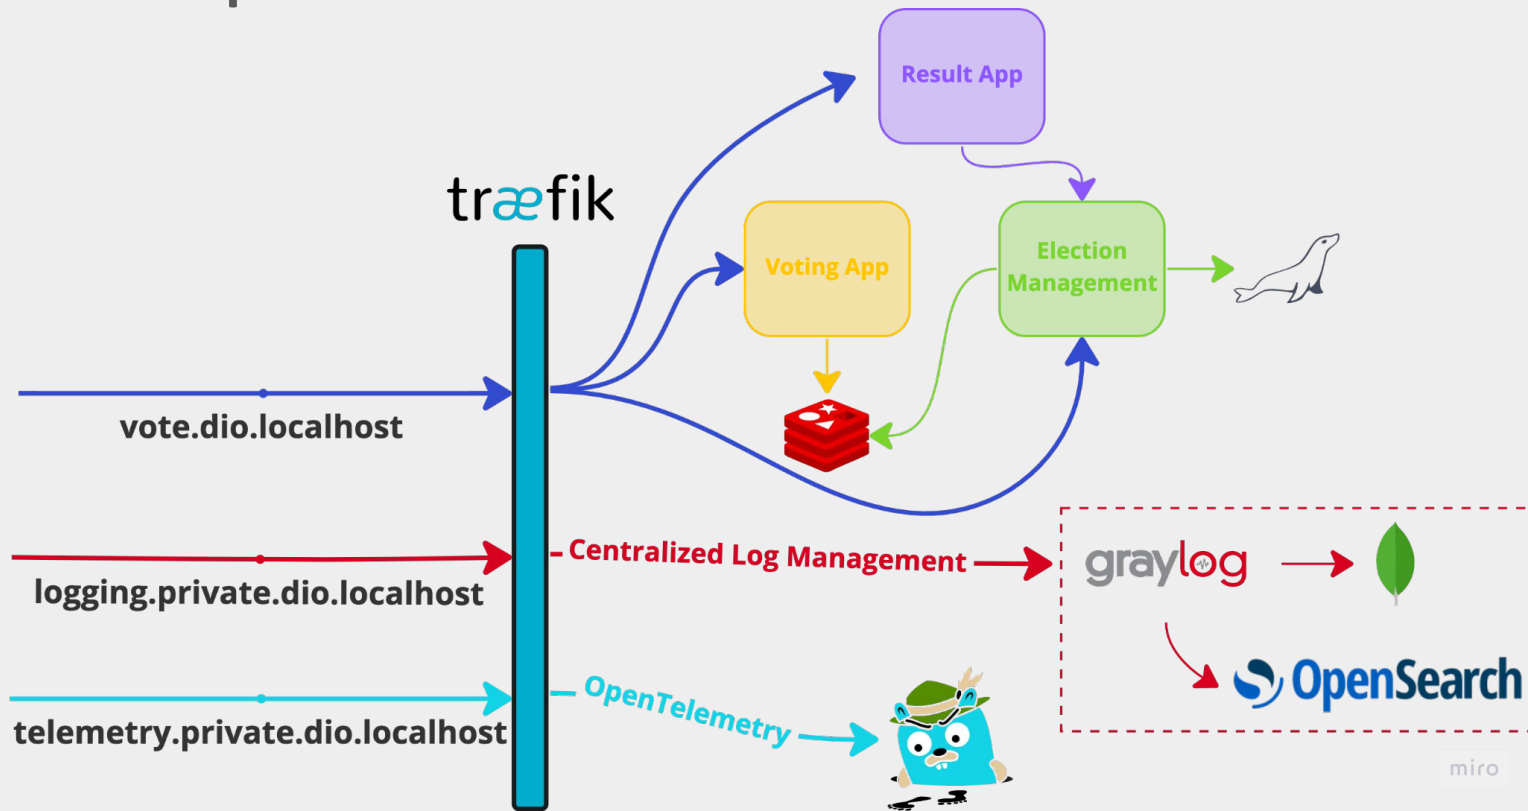 Result App
træfik
Voting App
Election
Management
vote.dio.localhost
Centralized Log Management
graylog
logging.private.dio.localhost
OpenSearch
OpenTelemetry
telemetry.private.dio.localhost
miro